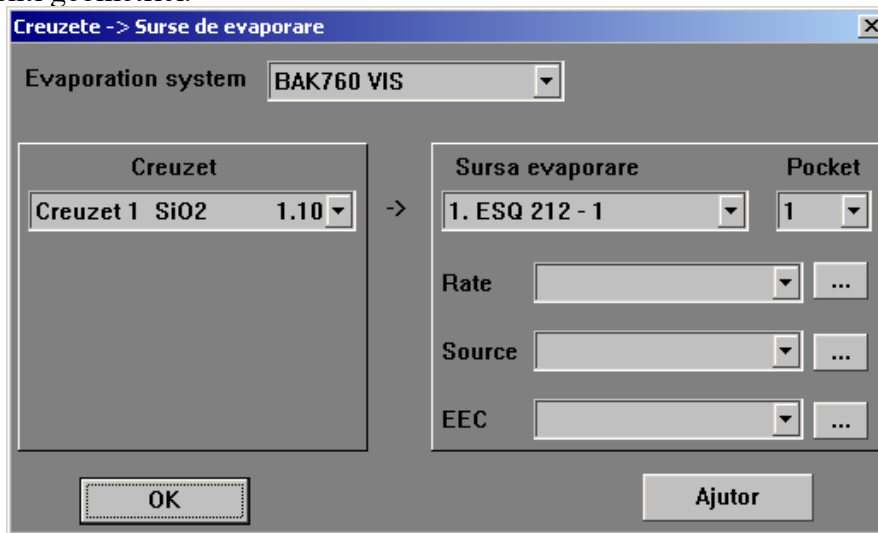 Creuzete -> Surse de evaporare
Evaporation system BAK760 VIS
Creuzet
Creuzet 1 SiO2 1.10
->
Sursa evaporare Pocket
1. ESQ 212 - 1 1
Rate ...
Source ...
EEC ...
OK Ajutor